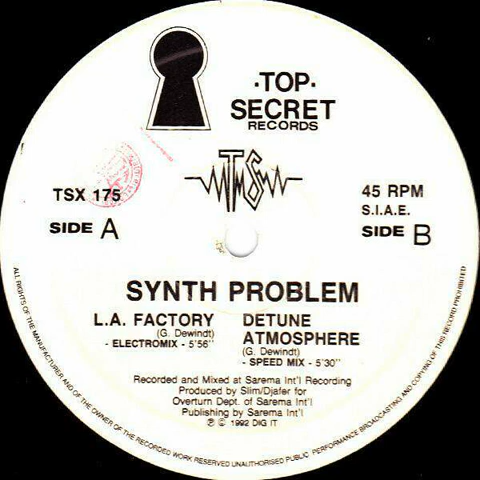 ·TOP·
SECRET
RECORDS
TMS
TSX 175
45 RPM
S.I.A.E.
SIDE A
SIDE B
SYNTH PROBLEM
L.A. FACTORY
(G. Dewindt)
- ELECTROMIX - 5'56"
DETUNE
ATMOSPHERE
(G. Dewindt)
- SPEED MIX - 5'30"
Recorded and Mixed at Sarema Int'l Recording
Produced by Slim/Djafer for
Overturn Dept. of Sarema Int'l
Publishing by Sarema Int'l
℗ © 1992 DIG IT
ALL RIGHTS OF THE MANUFACTURER AND OF THE OWNER OF THE RECORDED WORK RESERVED UNAUTHORISED PUBLIC PERFORMANCE BROADCASTING AND COPYING OF THIS RECORD PROHIBITED